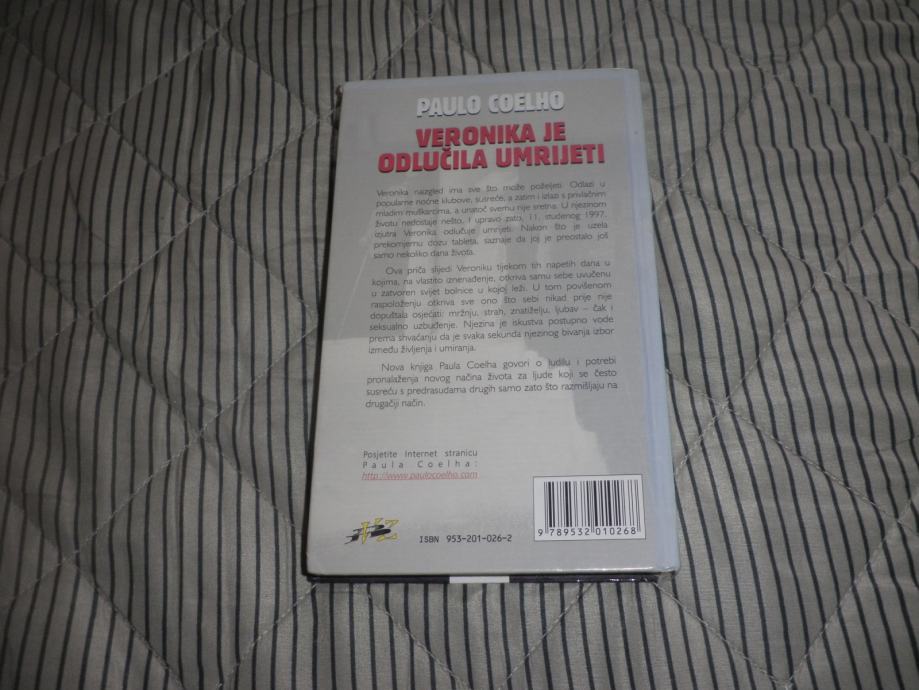 PAULO COELHO
VERONIKA JE
ODLUČILA UMRIJETI
Veronika naizgled ima sve što može poželjeti. Odlazi u
popularne noćne klubove, susreće, a zatim i izlazi s privlačnim
mladim muškarcima, a unatoč svemu nije sretna. U njezinom
životu nedostaje nešto. I upravo zato, 11. studenog 1997.
izjutra Veronika odlučuje umrijeti. Nakon što je uzela
prekomjernu dozu tableta, saznaje da joj je preostalo još
samo nekoliko dana života.
Ova priča slijedi Veroniku tijekom tih napetih dana u
kojima, na vlastito iznenađenje, otkriva samu sebe uvučenu
u zatvoren svijet bolnice u kojoj leži. U tom povišenom
raspoloženju otkriva sve ono što sebi nikad prije nije
dopuštala osjećati: mržnju, strah, znatiželju, ljubav – čak i
seksualno uzbuđenje. Njezina je iskustva postupno vode
prema shvaćanju da je svaka sekunda njezinog bivanja izbor
između življenja i umiranja.
Nova knjiga Paula Coelha govori o ludilu i potrebi
pronalaženja novog načina života za ljude koji se često
susreću s predrasudama drugih samo zato što razmišljaju na
drugačiji način.
Posjetite Internet stranicu
Paula Coelha:
http://www.paulocoelho.com
VZ
ISBN 953-201-026-2
9 789532 010268